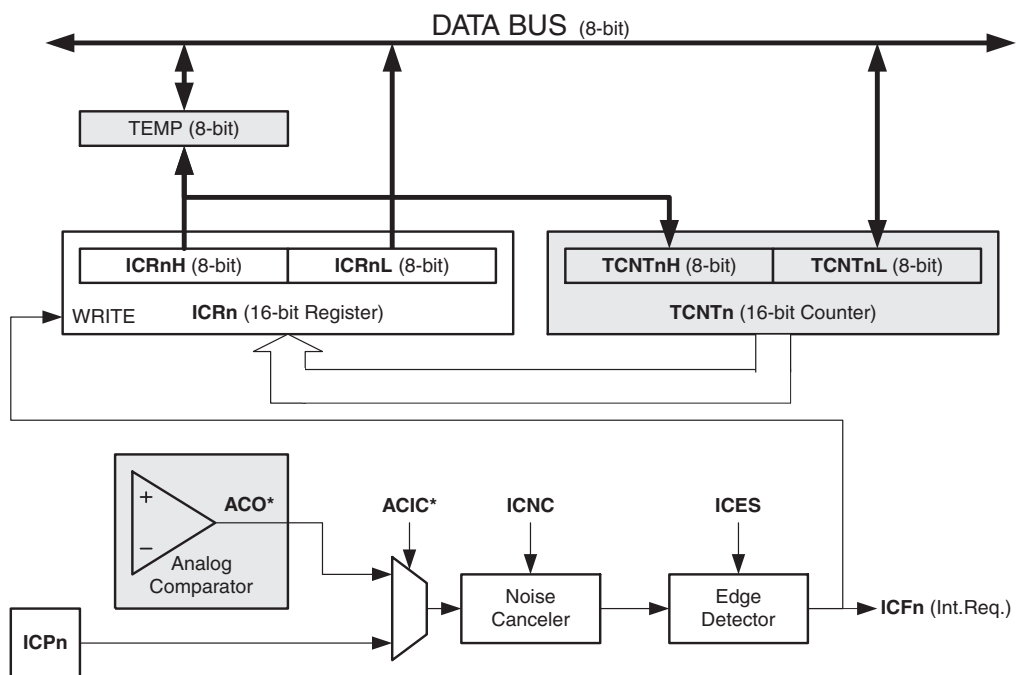 DATA BUS (8-bit)
TEMP (8-bit)
ICRnH (8-bit)
ICRnL (8-bit)
TCNTnH (8-bit)
TCNTnL (8-bit)
WRITE
ICRn (16-bit Register)
TCNTn (16-bit Counter)
+
−
ACO*
Analog
Comparator
ACIC*
ICNC
ICES
Noise
Canceler
Edge
Detector
ICFn (Int.Req.)
ICPn